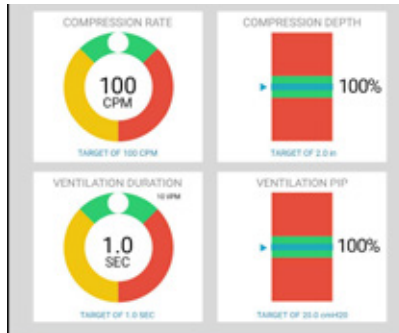 COMPRESSION RATE
100
CPM
TARGET OF 100 CPM
COMPRESSION DEPTH
100%
TARGET OF 2.0 in
VENTILATION DURATION
10 VPM
1.0
SEC
TARGET OF 1.0 SEC
VENTILATION PIP
100%
TARGET OF 20.0 cmH20